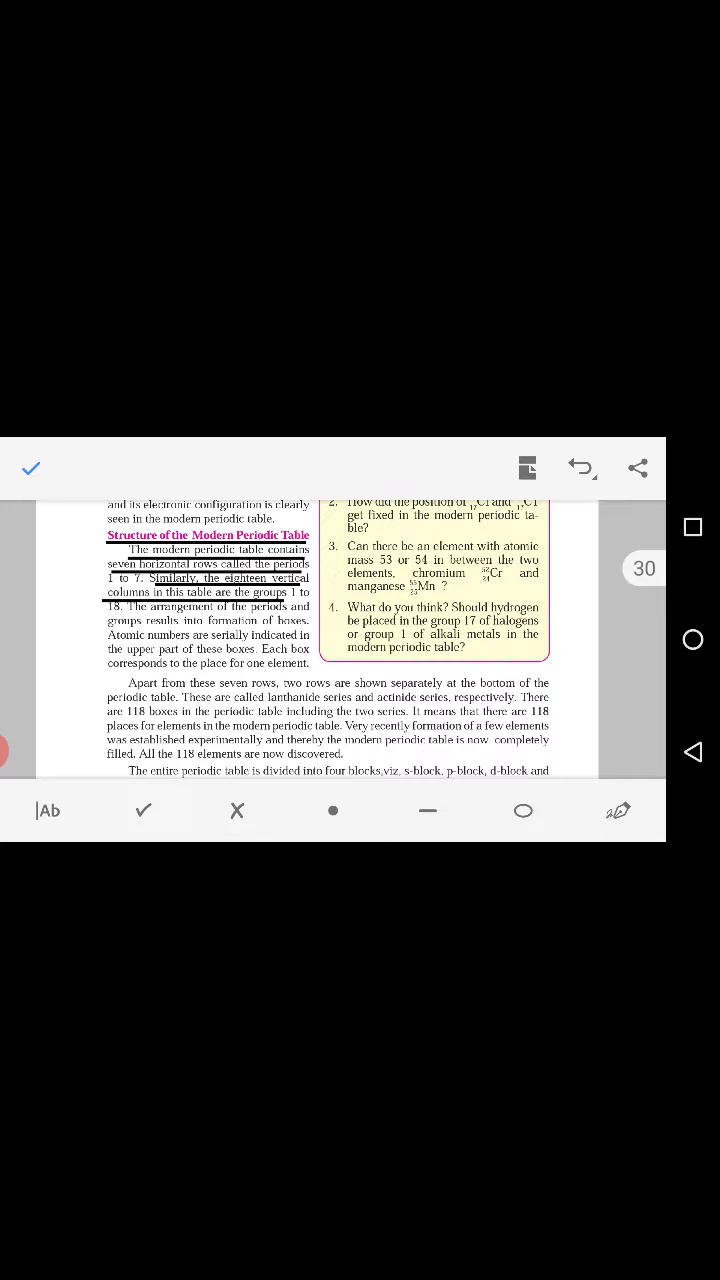 and its electronic configuration is clearly
seen in the modern periodic table.
Structure of the Modern Periodic Table
The modern periodic table contains
seven horizontal rows called the periods
1 to 7. Similarly, the eighteen vertical
columns in this table are the groups 1 to
18. The arrangement of the periods and
groups results into formation of boxes.
Atomic numbers are serially indicated in
the upper part of these boxes. Each box
corresponds to the place for one element.
2. How did the position of ₁₇Cl and ₁₇Cl
get fixed in the modern periodic ta-
ble?
3. Can there be an element with atomic
mass 53 or 54 in between the two
elements, chromium ⁵²₂₄Cr and
manganese ⁵⁵₂₅Mn ?
4. What do you think? Should hydrogen
be placed in the group 17 of halogens
or group 1 of alkali metals in the
modern periodic table?
30
Apart from these seven rows, two rows are shown separately at the bottom of the
periodic table. These are called lanthanide series and actinide series, respectively. There
are 118 boxes in the periodic table including the two series. It means that there are 118
places for elements in the modern periodic table. Very recently formation of a few elements
was established experimentally and thereby the modern periodic table is now completely
filled. All the 118 elements are now discovered.
The entire periodic table is divided into four blocks,viz, s-block, p-block, d-block and
Ab